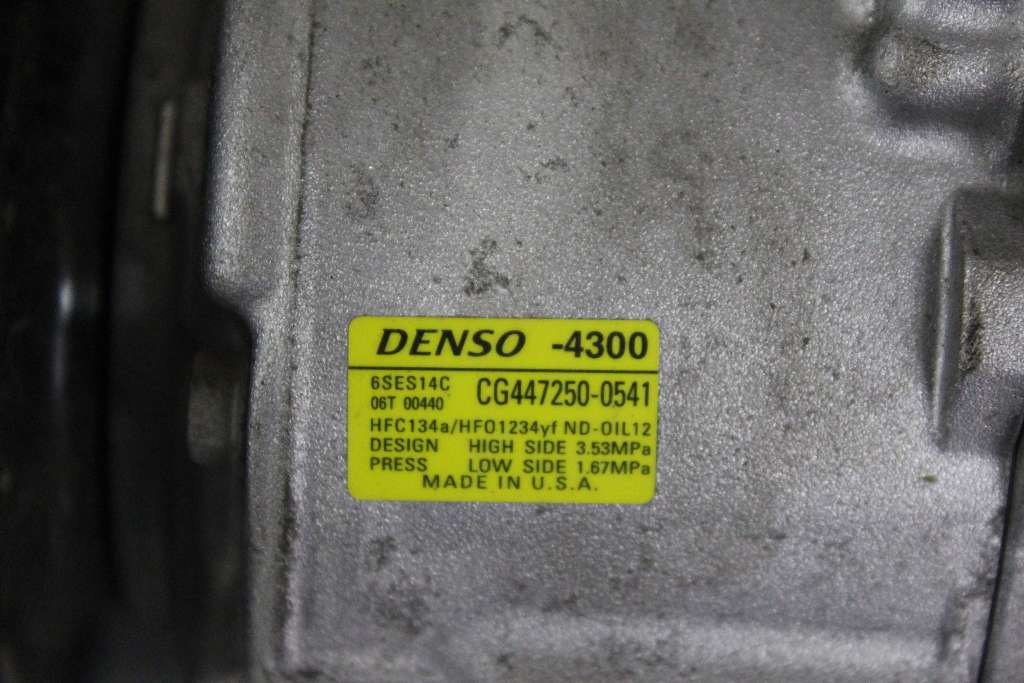 DENSO -4300
6SES14C CG447250-0541
06T 00440
HFC134a/HFO1234yf ND-OIL12
DESIGN HIGH SIDE 3.53MPa
PRESS LOW SIDE 1.67MPa
MADE IN U.S.A.